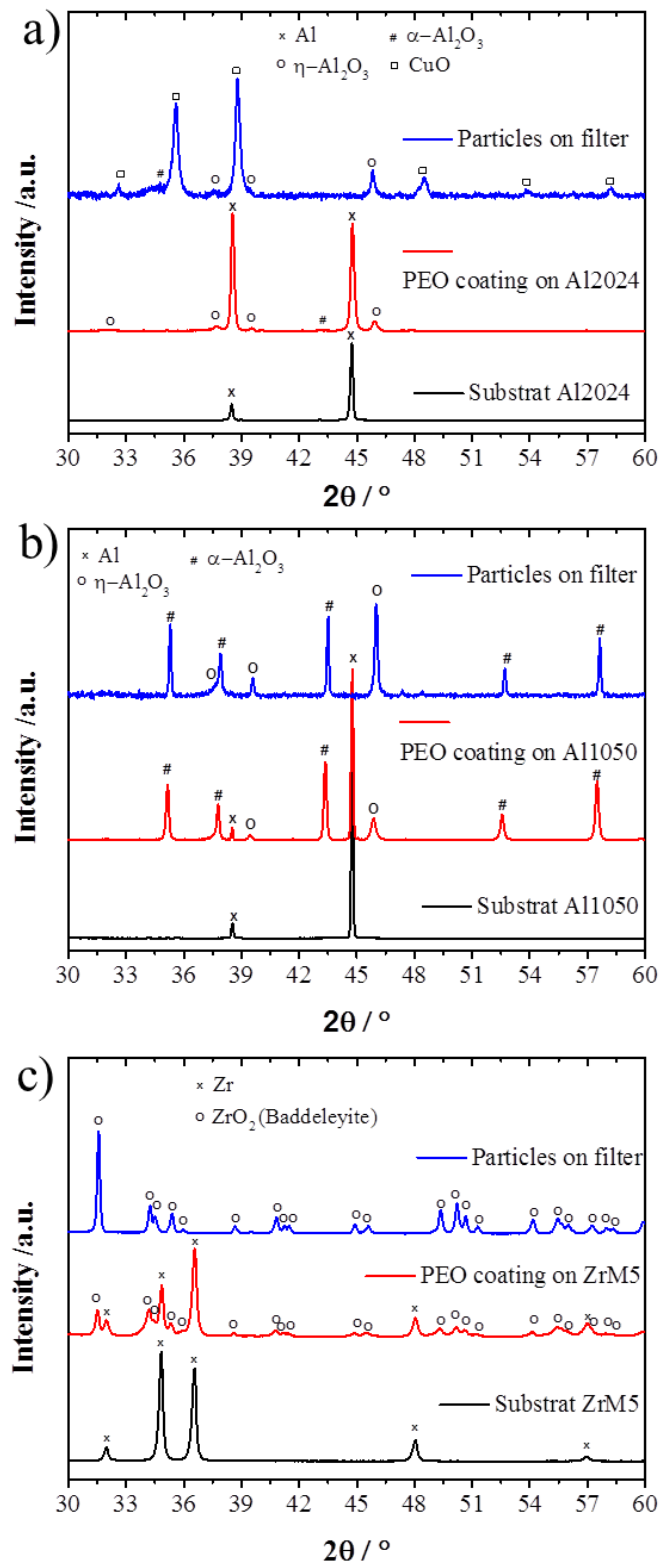 a)
× Al # α−Al2O3
○ η−Al2O3 □ CuO
Particles on filter
PEO coating on Al2024
Substrat Al2024
Intensity /a.u.
30 33 36 39 42 45 48 51 54 57 60
2θ / °
b)
× Al # α−Al2O3
○ η−Al2O3
Particles on filter
PEO coating on Al1050
Substrat Al1050
Intensity /a.u.
30 33 36 39 42 45 48 51 54 57 60
2θ / °
c)
× Zr
○ ZrO2 (Baddeleyite)
Particles on filter
PEO coating on ZrM5
Substrat ZrM5
Intensity /a.u.
30 33 36 39 42 45 48 51 54 57 60
2θ / °